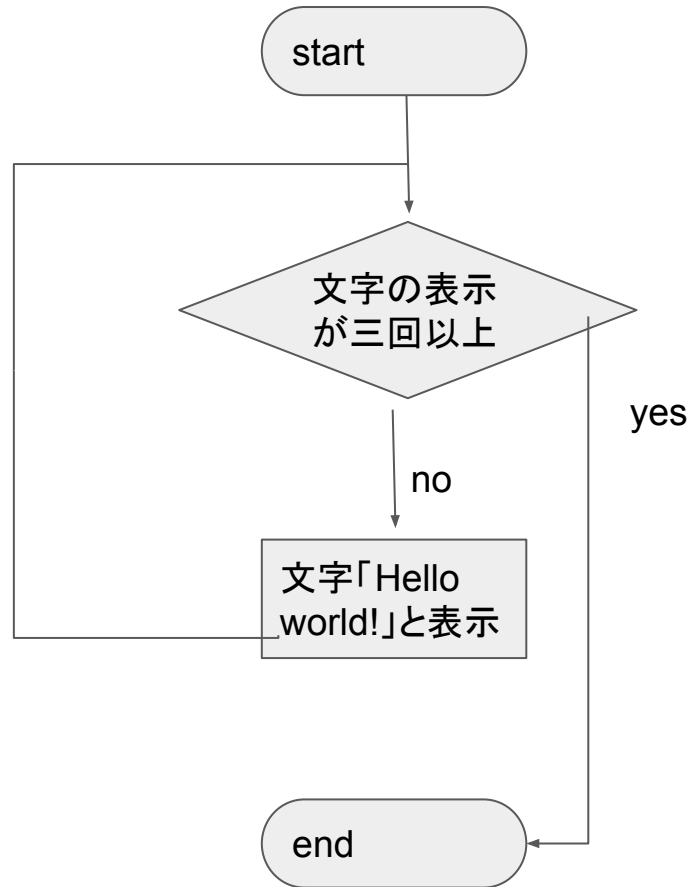 start
文字の表示
が三回以上
yes
no
文字「Hello
world!」と表示
end